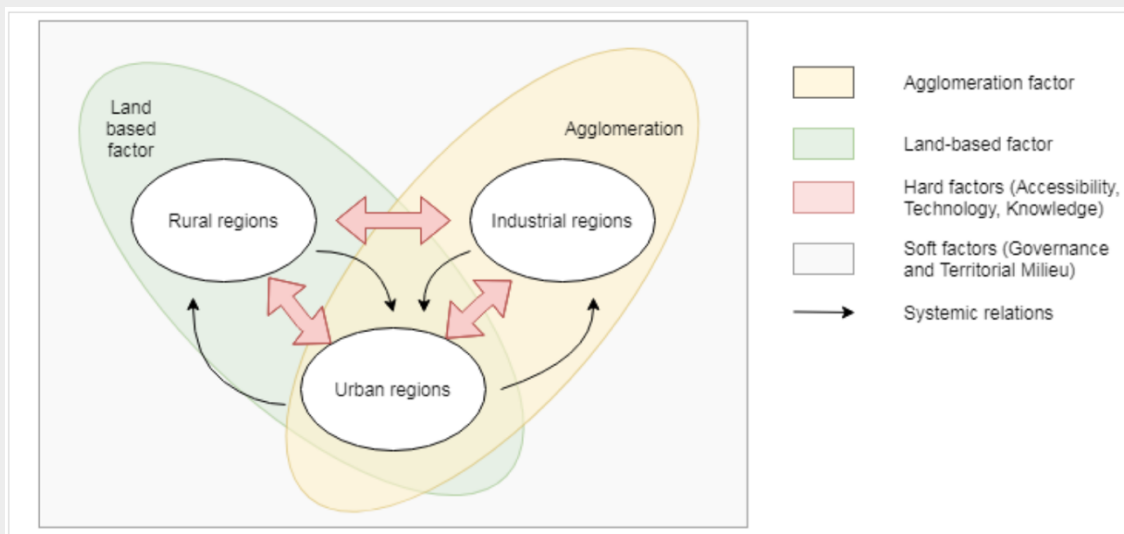 Land
based
factor
Agglomeration
Rural regions
Industrial regions
Urban regions
Agglomeration factor
Land-based factor
Hard factors (Accessibility,
Technology, Knowledge)
Soft factors (Governance
and Territorial Milieu)
Systemic relations